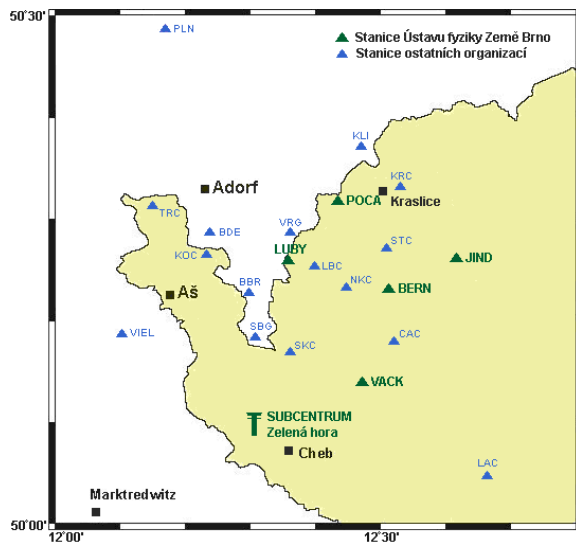 50°30'
PLN
Stanice Ústavu fyziky Země Brno
Stanice ostatních organizací
KLI
KRC
Adorf
POCA
Kraslice
TRC
BDE
VRG
STC
LUBY
KOC
LBC
JIND
BBR
NKC
BERN
Aš
VIEL
SBG
CAC
SKC
VACK
SUBCENTRUM
Zelená hora
Cheb
LAC
Marktredwitz
50°00'
12'00
12'30